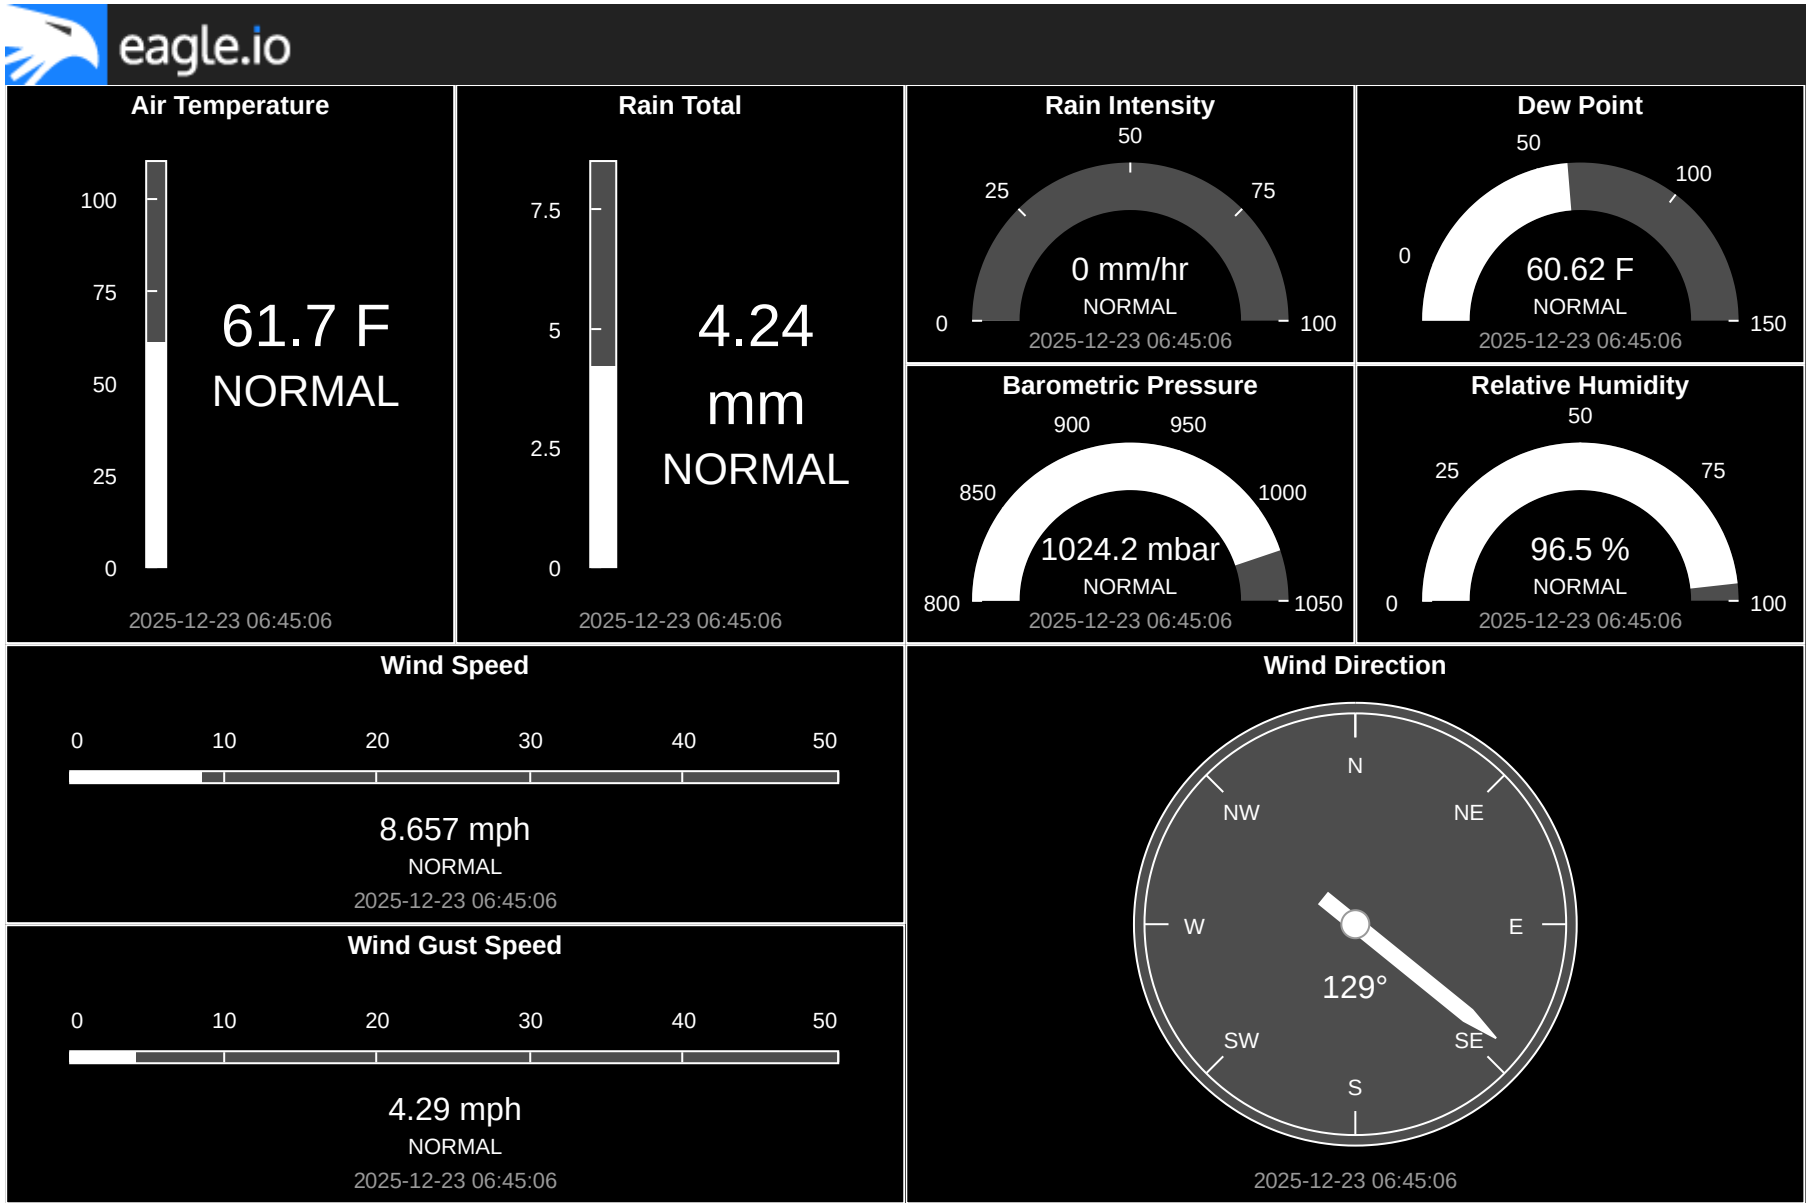 eagle.io
Air Temperature
100
75
50
25
0
61.7 F
NORMAL
2025-12-23 06:45:06
Rain Total
7.5
5
2.5
0
4.24
mm
NORMAL
2025-12-23 06:45:06
Rain Intensity
0
25
50
75
100
0 mm/hr
NORMAL
2025-12-23 06:45:06
Dew Point
0
50
100
150
60.62 F
NORMAL
2025-12-23 06:45:06
Barometric Pressure
800
850
900
950
1000
1050
1024.2 mbar
NORMAL
2025-12-23 06:45:06
Relative Humidity
0
25
50
75
100
96.5 %
NORMAL
2025-12-23 06:45:06
Wind Speed
0 10 20 30 40 50
8.657 mph
NORMAL
2025-12-23 06:45:06
Wind Gust Speed
0 10 20 30 40 50
4.29 mph
NORMAL
2025-12-23 06:45:06
Wind Direction
N
NW NE
W E
129°
SW SE
S
2025-12-23 06:45:06